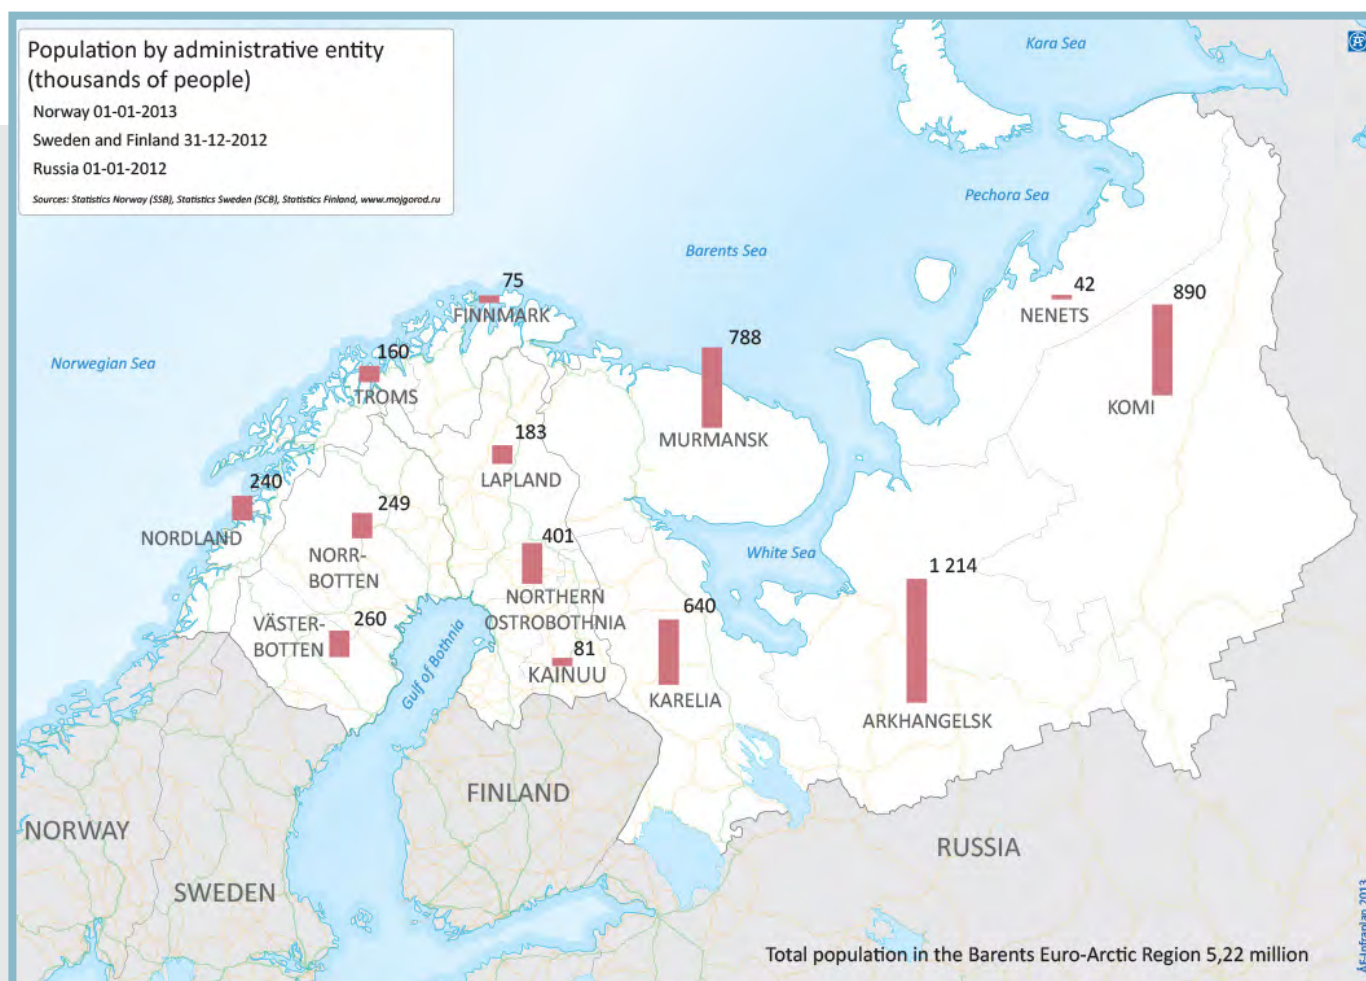 Population by administrative entity
(thousands of people)
Norway 01-01-2013
Sweden and Finland 31-12-2012
Russia 01-01-2012
Sources: Statistics Norway (SSB), Statistics Sweden (SCB), Statistics Finland, www.mojgorod.ru
Kara Sea
Pechora Sea
Barents Sea
Norwegian Sea
75
FINNMARK
42
NENETS
890
KOMI
160
TROMS
788
MURMANSK
183
LAPLAND
240
NORDLAND
249
NORR-
BOTTEN
401
NORTHERN
OSTROBOTHNIA
White Sea
1 214
ARKHANGELSK
VÄSTER-
BOTTEN
260
Gulf of Bothnia
81
KAINUU
640
KARELIA
FINLAND
NORWAY
SWEDEN
RUSSIA
Total population in the Barents Euro-Arctic Region 5,22 million
ÅF-Infraplan 2013